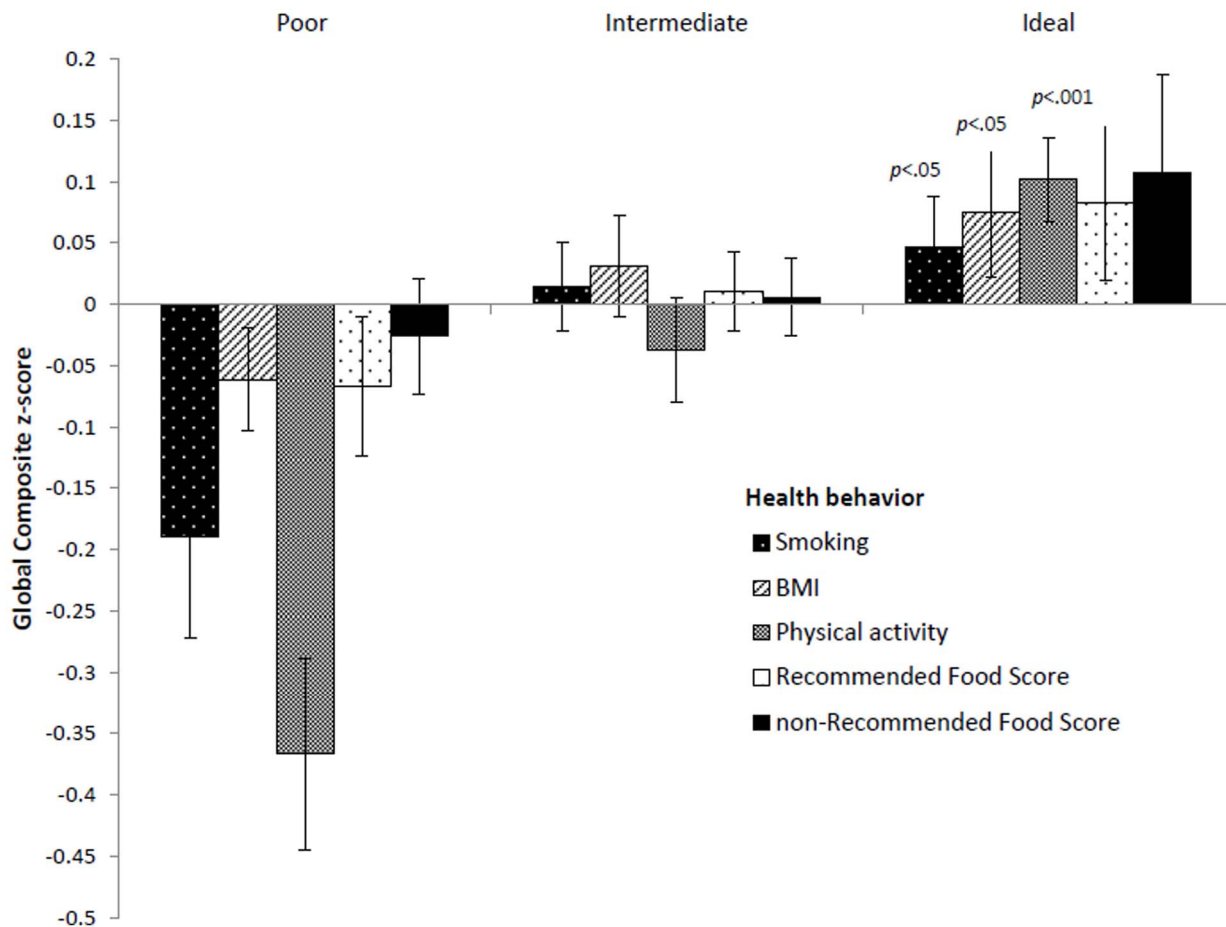 Poor Intermediate Ideal
0.2
0.15
0.1
0.05
0
-0.05
-0.1
-0.15
-0.2
-0.25
-0.3
-0.35
-0.4
-0.45
-0.5
Global Composite z-score
p<.05
p<.05
p<.001
Health behavior
Smoking
BMI
Physical activity
Recommended Food Score
non-Recommended Food Score